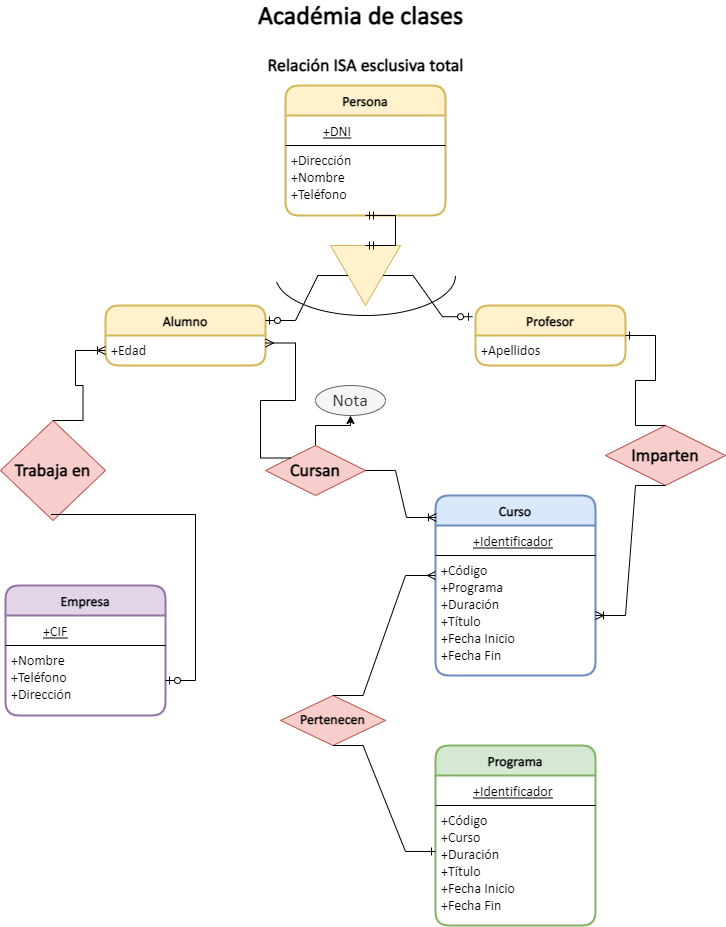 Académia de clases
Relación ISA esclusiva total
Persona
+DNI
+Dirección
+Nombre
+Teléfono
Alumno
+Edad
Profesor
+Apellidos
Nota
Trabaja en
Cursan
Imparten
Curso
+Identificador
+Código
+Programa
+Duración
+Título
+Fecha Inicio
+Fecha Fin
Empresa
+CIF
+Nombre
+Teléfono
+Dirección
Pertenecen
Programa
+Identificador
+Código
+Curso
+Duración
+Título
+Fecha Inicio
+Fecha Fin